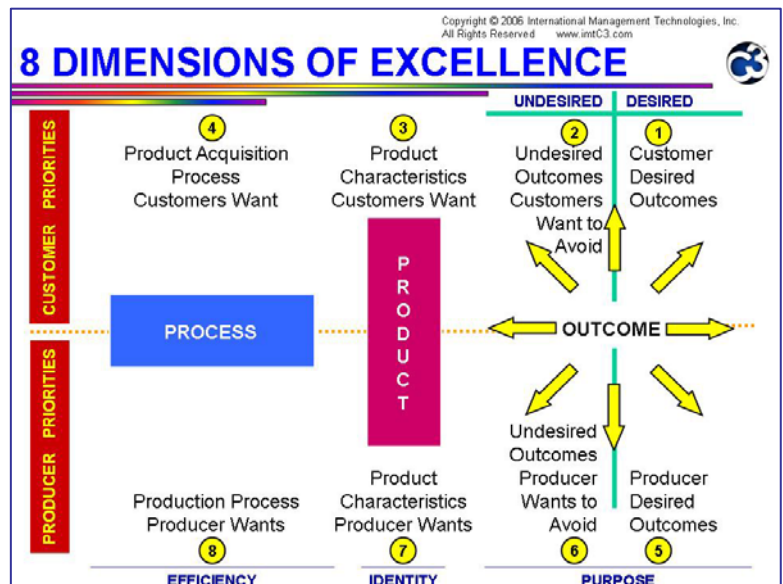 Copyright © 2006 International Management Technologies, Inc.
All Rights Reserved www.imtC3.com
8 DIMENSIONS OF EXCELLENCE
C3
UNDESIRED
DESIRED
CUSTOMER PRIORITIES
4
Product Acquisition
Process
Customers Want
3
Product
Characteristics
Customers Want
2
Undesired
Outcomes
Customers
Want to
Avoid
1
Customer
Desired
Outcomes
PROCESS
PRODUCT
OUTCOME
PRODUCER PRIORITIES
Production Process
Producer Wants
8
Product
Characteristics
Producer Wants
7
Undesired
Outcomes
Producer
Wants to
Avoid
6
Producer
Desired
Outcomes
5
EFFICIENCY
IDENTITY
PURPOSE